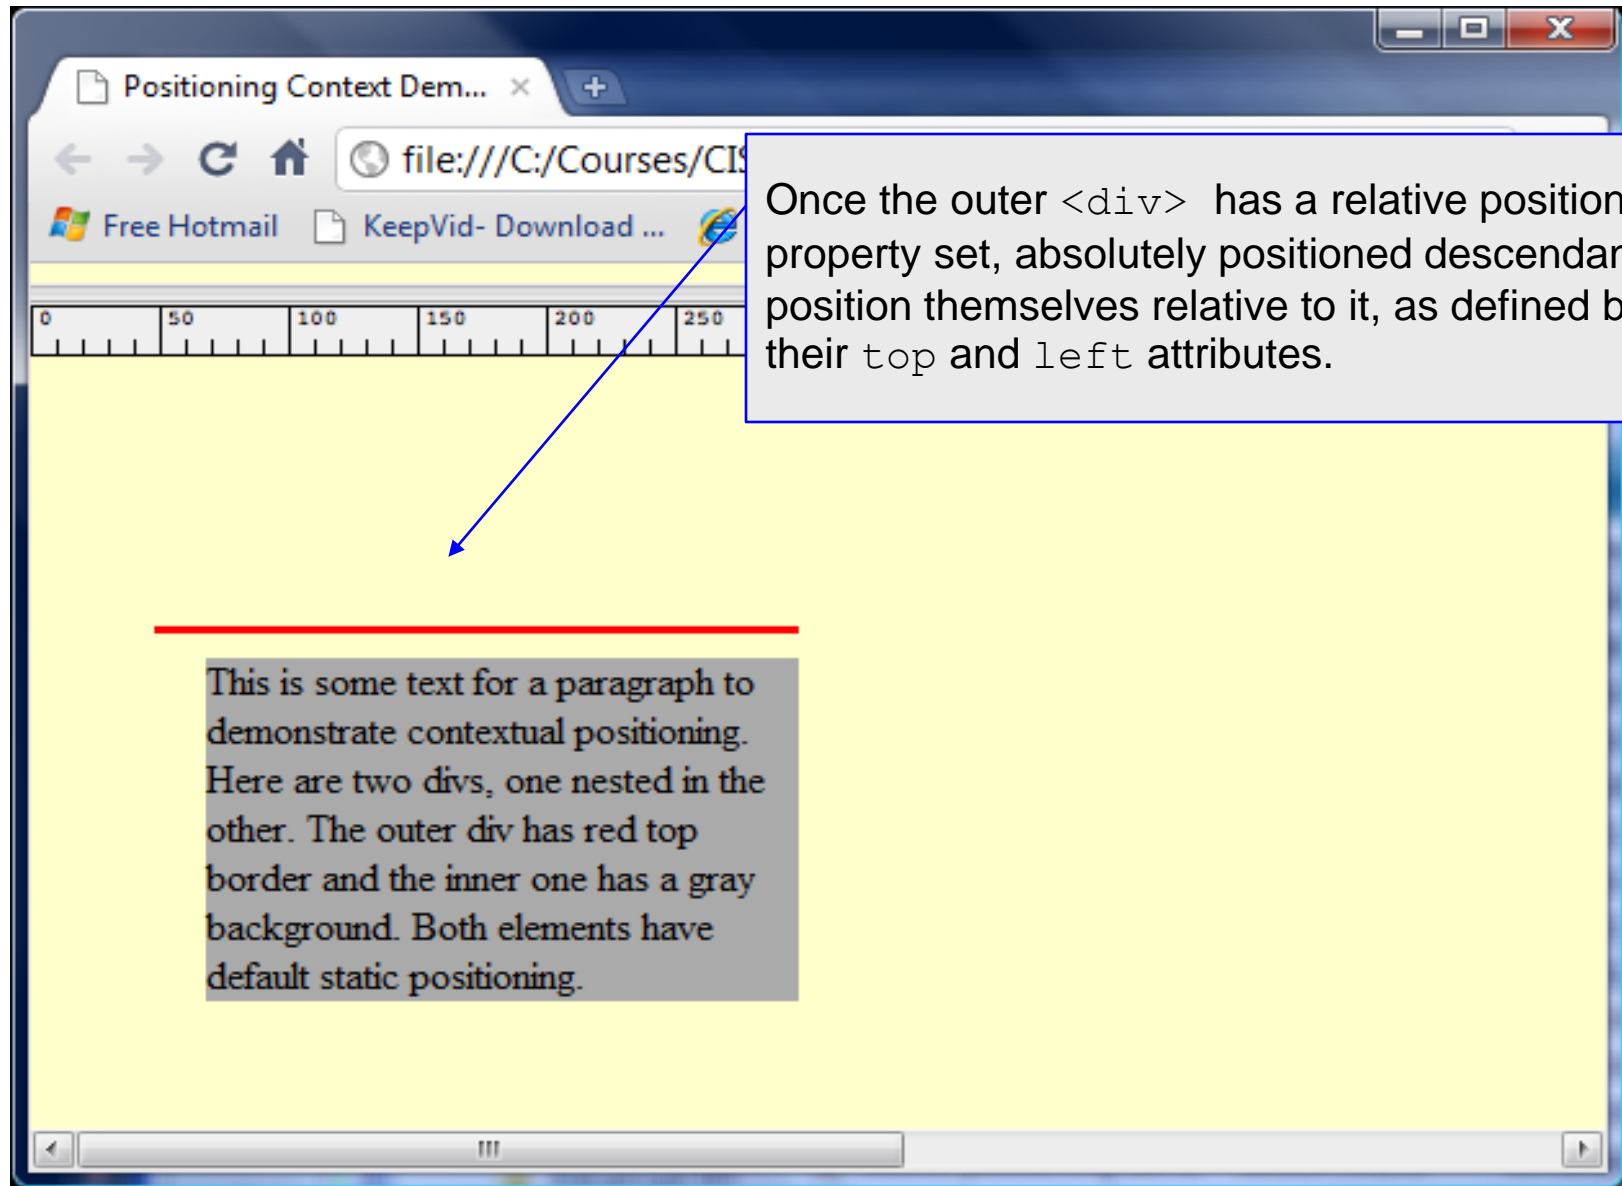 Positioning Context Dem...
file:///C:/Courses/CIS
Free Hotmail KeepVid- Download ...
0 50 100 150 200 250
Once the outer <div> has a relative position
property set, absolutely positioned
position themselves relative to it, as defined
their top and left attributes.
This is some text for a paragraph to
demonstrate contextual positioning.
Here are two divs, one nested in the
other. The outer div has red top
border and the inner one has a gray
background. Both elements have
default static positioning.